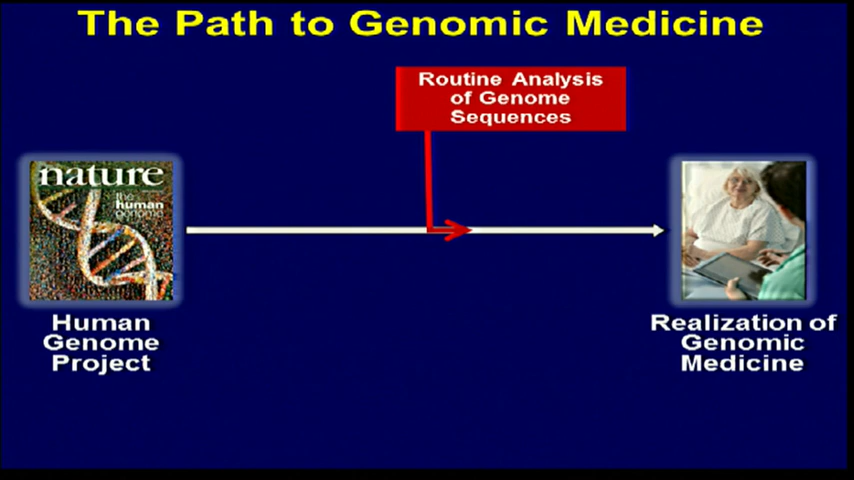 The Path to Genomic Medicine
Routine Analysis
of Genome
Sequences
nature
the
human
genome
Human
Genome
Project
Realization of
Genomic
Medicine